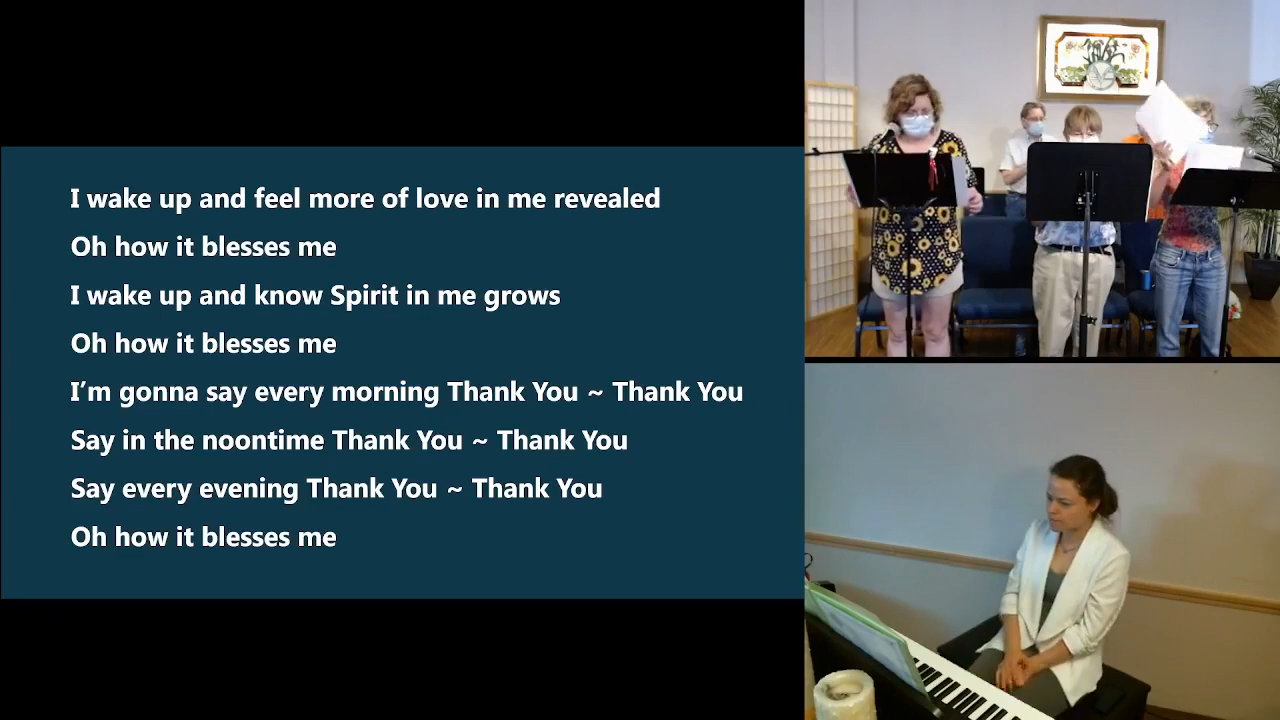 I wake up and feel more of love in me revealed
Oh how it blesses me
I wake up and know Spirit in me grows
Oh how it blesses me
I’m gonna say every morning Thank You ~ Thank You
Say in the noontime Thank You ~ Thank You
Say every evening Thank You ~ Thank You
Oh how it blesses me